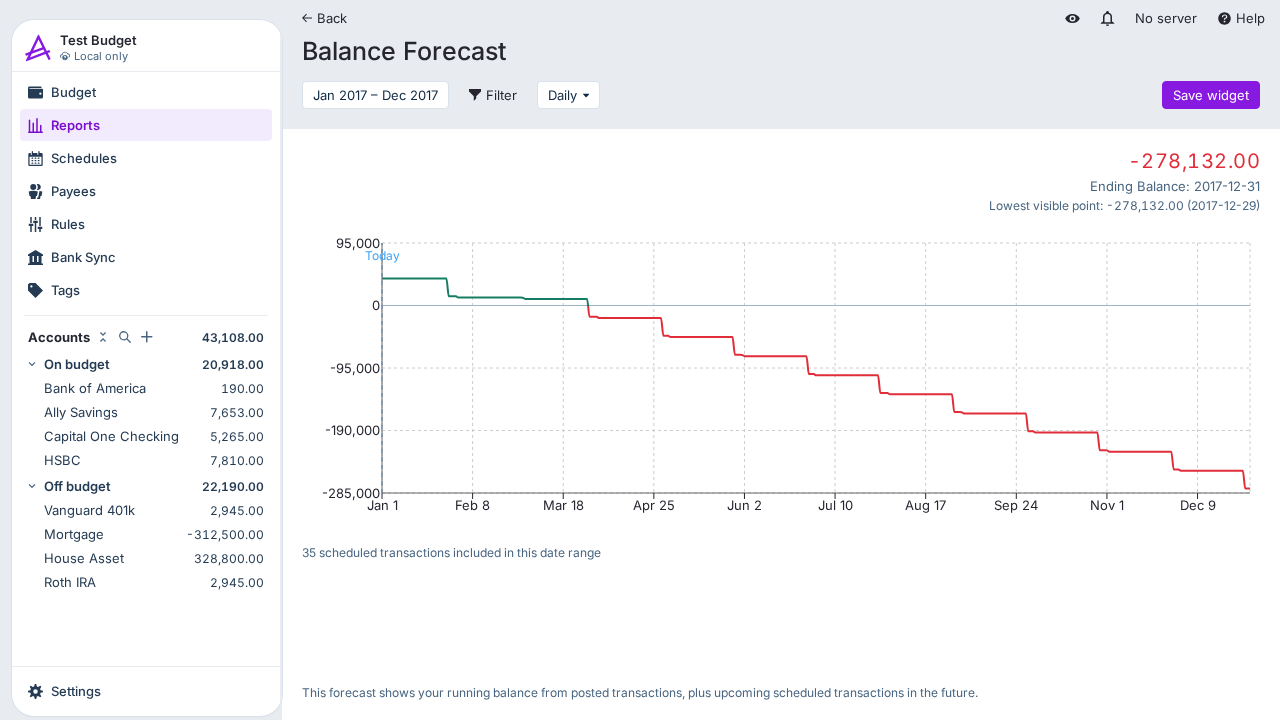 Test Budget
Local only
Budget
Reports
Schedules
Payees
Rules
Bank Sync
Tags
Accounts 43,108.00
On budget 20,918.00
Bank of America 190.00
Ally Savings 7,653.00
Capital One Checking 5,265.00
HSBC 7,810.00
Off budget 22,190.00
Vanguard 401k 2,945.00
Mortgage -312,500.00
House Asset 328,800.00
Roth IRA 2,945.00
Settings
Back
No server
Help
Balance Forecast
Jan 2017 – Dec 2017
Filter
Daily
Save widget
-278,132.00
Ending Balance: 2017-12-31
Lowest visible point: -278,132.00 (2017-12-29)
95,000
Today
0
-95,000
-190,000
-285,000
Jan 1 Feb 8 Mar 18 Apr 25 Jun 2 Jul 10 Aug 17 Sep 24 Nov 1 Dec 9
35 scheduled transactions included in this date range
This forecast shows your running balance from posted transactions, plus upcoming scheduled transactions in the future.